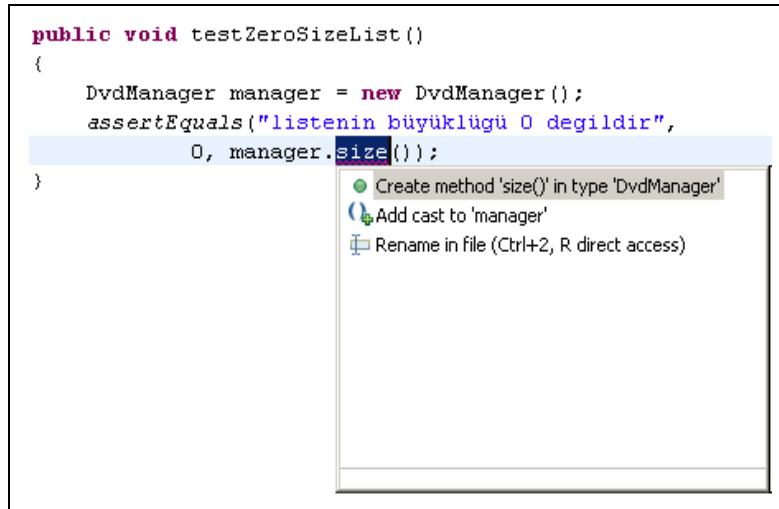 public void testZeroSizeList()
{
DvdManager manager = new DvdManager();
assertEquals("listenin büyüklügü 0 degildir",
0, manager.size());
}
Create method 'size()' in type 'DvdManager'
Add cast to 'manager'
Rename in file (Ctrl+2, R direct access)